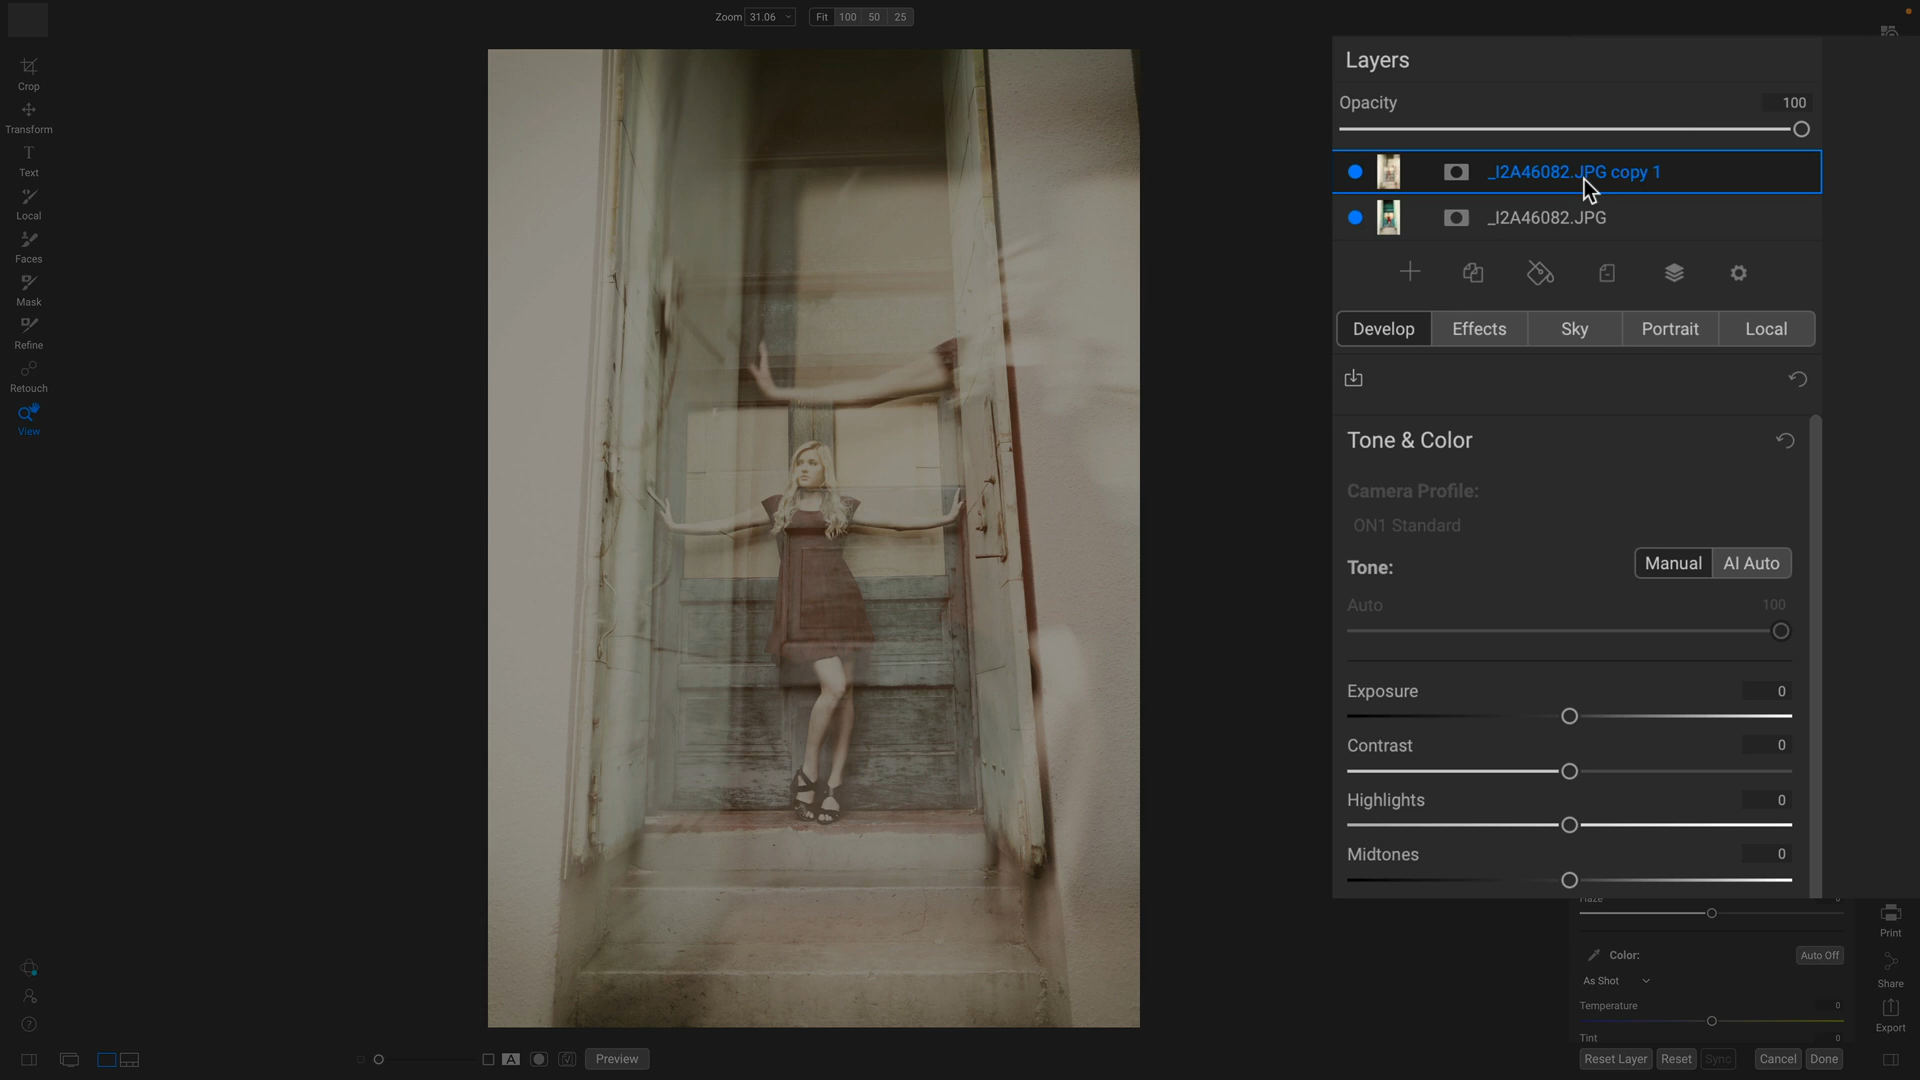 Zoom 31.06 Fit 100 50 25
Crop
Transform
Text
Local
Faces
Mask
Refine
Retouch
View
Layers
Opacity 100
_I2A46082.JPG copy 1
_I2A46082.JPG
Develop Effects Sky Portrait Local
Tone & Color
Camera Profile:
ON1 Standard
Tone: Manual AI Auto
Auto 100
Exposure 0
Contrast 0
Highlights 0
Midtones 0
Haze 0
Color: Auto Off
As Shot
Temperature 0
Tint 0
Print
Share
Export
A Preview
Reset Layer Reset Sync Cancel Done